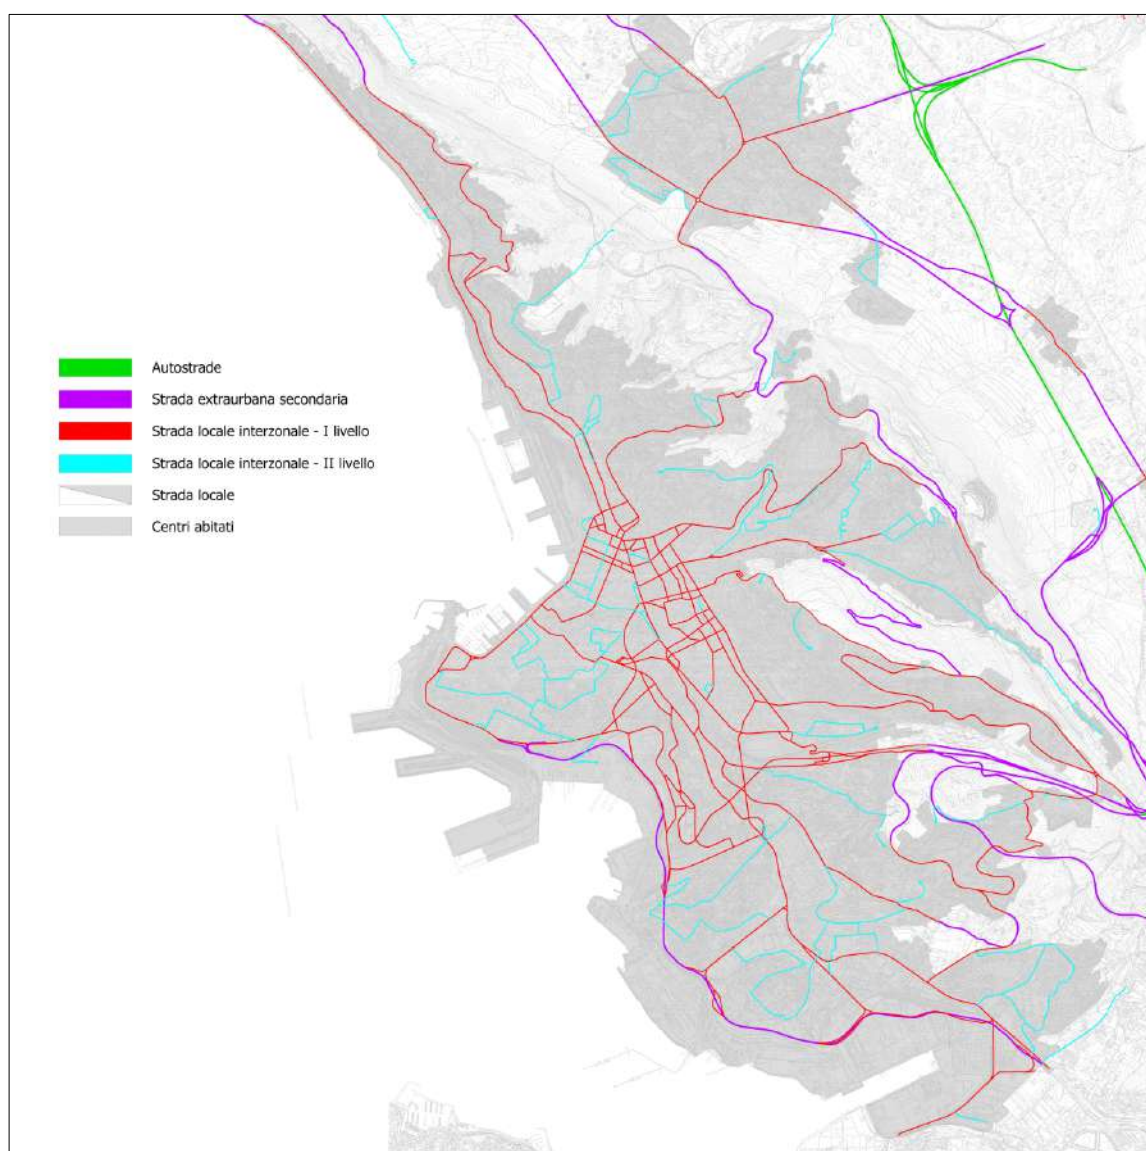 Autostrade
Strada extraurbana secondaria
Strada locale interzonale - I livello
Strada locale interzonale - II livello
Strada locale
Centri abitati